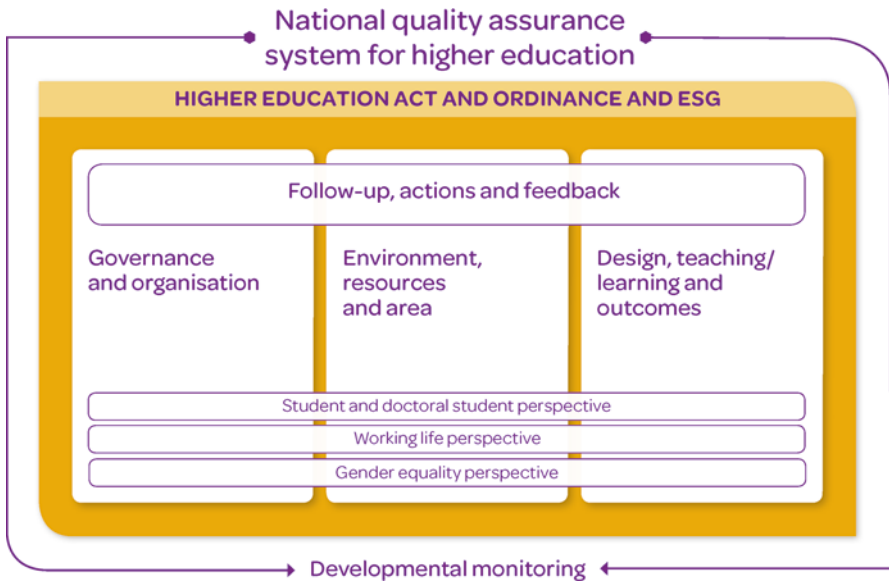 National quality assurance
system for higher education
HIGHER EDUCATION ACT AND ORDINANCE AND ESG
Follow-up, actions and feedback
Governance
and organisation
Environment,
resources
and area
Design, teaching/
learning and
outcomes
Student and doctoral student perspective
Working life perspective
Gender equality perspective
Developmental monitoring